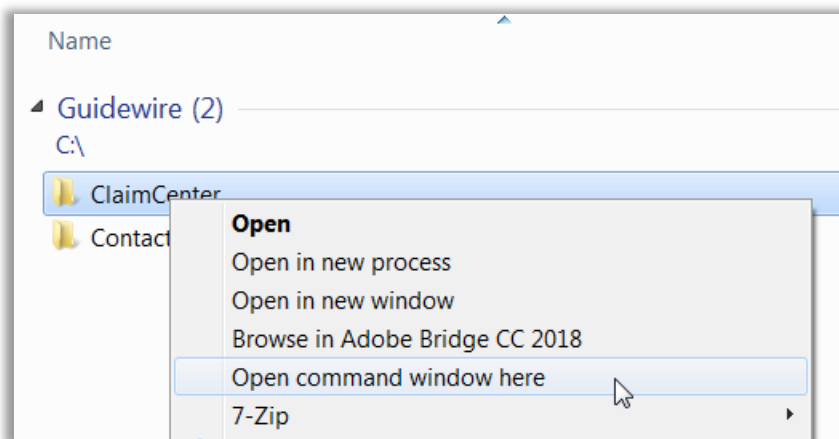 Name
Guidewire (2)
C:\
ClaimCenter
Contact
Open
Open in new process
Open in new window
Browse in Adobe Bridge CC 2018
Open command window here
7-Zip